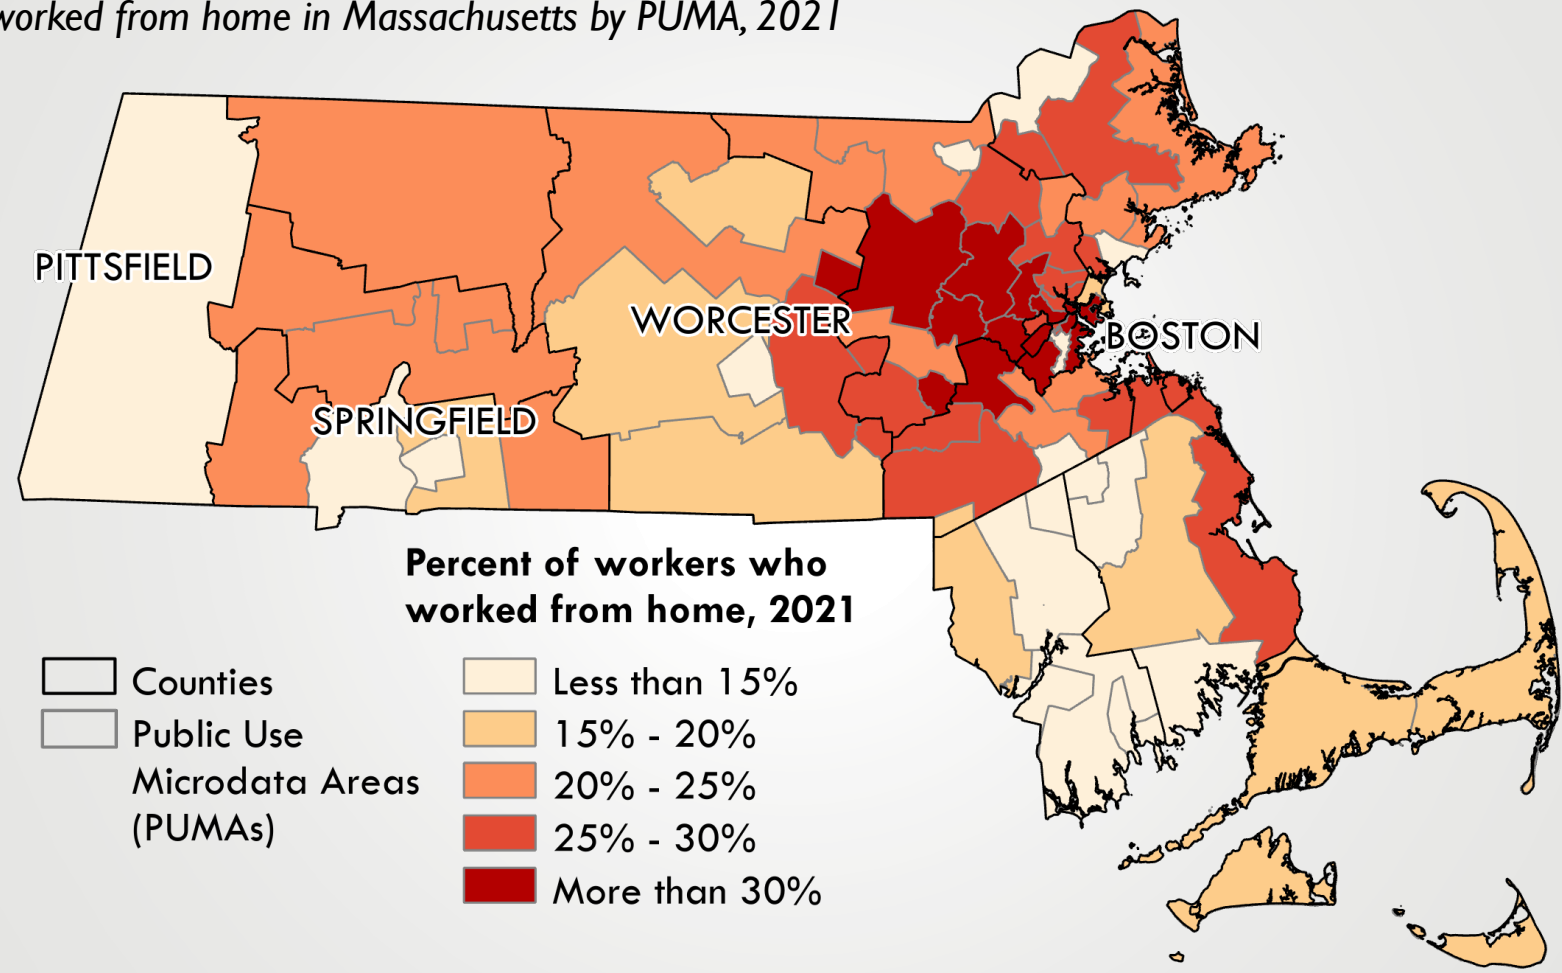 worked from home in Massachusetts by PUMA, 2021
PITTSFIELD
WORCESTER
BOSTON
SPRINGFIELD
Percent of workers who
worked from home, 2021
Counties
Public Use
Microdata Areas
(PUMAs)
Less than 15%
15% - 20%
20% - 25%
25% - 30%
More than 30%